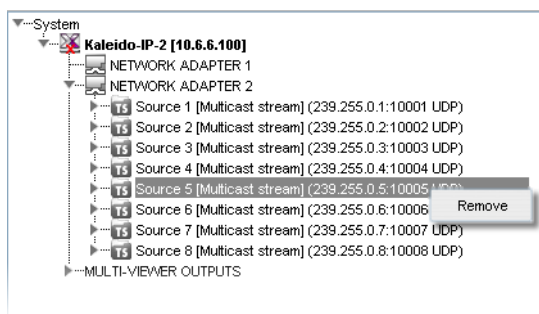 System
Kaleido-IP-2 [10.6.6.100]
NETWORK ADAPTER 1
NETWORK ADAPTER 2
TS Source 1 [Multicast stream] (239.255.0.1:10001 UDP)
TS Source 2 [Multicast stream] (239.255.0.2:10002 UDP)
TS Source 3 [Multicast stream] (239.255.0.3:10003 UDP)
TS Source 4 [Multicast stream] (239.255.0.4:10004 UDP)
TS Source 5 [Multicast stream] (239.255.0.5:10005 UDP)
TS Source 6 [Multicast stream] (239.255.0.6:10006
Remove
TS Source 7 [Multicast stream] (239.255.0.7:10007 UDP)
TS Source 8 [Multicast stream] (239.255.0.8:10008 UDP)
MULTI-VIEWER OUTPUTS